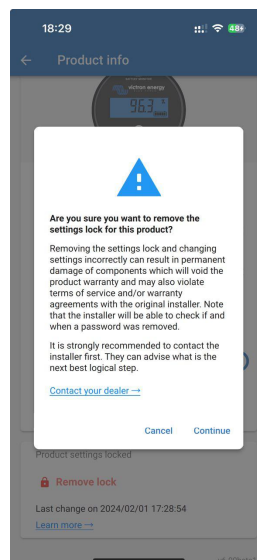 18:29
48
Product info
victron energy
96.3 %
Are you sure you want to remove the
settings lock for this product?
Removing the settings lock and changing
settings incorrectly can result in permanent
damage of components which will void the
product warranty and may also violate
terms of service and/or warranty
agreements with the original installer. Note
that the installer will be able to check if and
when a password was removed.
It is strongly recommended to contact the
installer first. They can advise what is the
next best logical step.
Contact your dealer →
Cancel Continue
Product settings locked
Remove lock
Last change on 2024/02/01 17:28:54
Learn more →